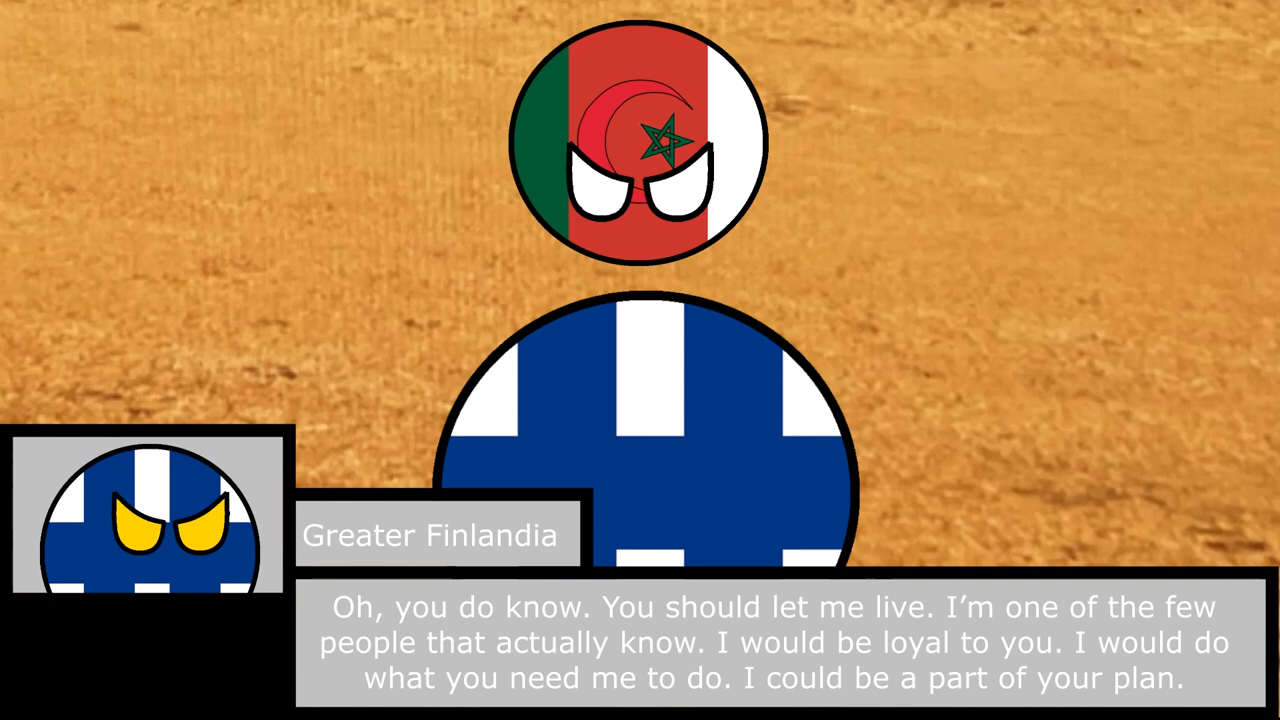 Greater Finlandia
Oh, you do know. You should let me live. I’m one of the few
people that actually know. I would be loyal to you. I would do
what you need me to do. I could be a part of your plan.